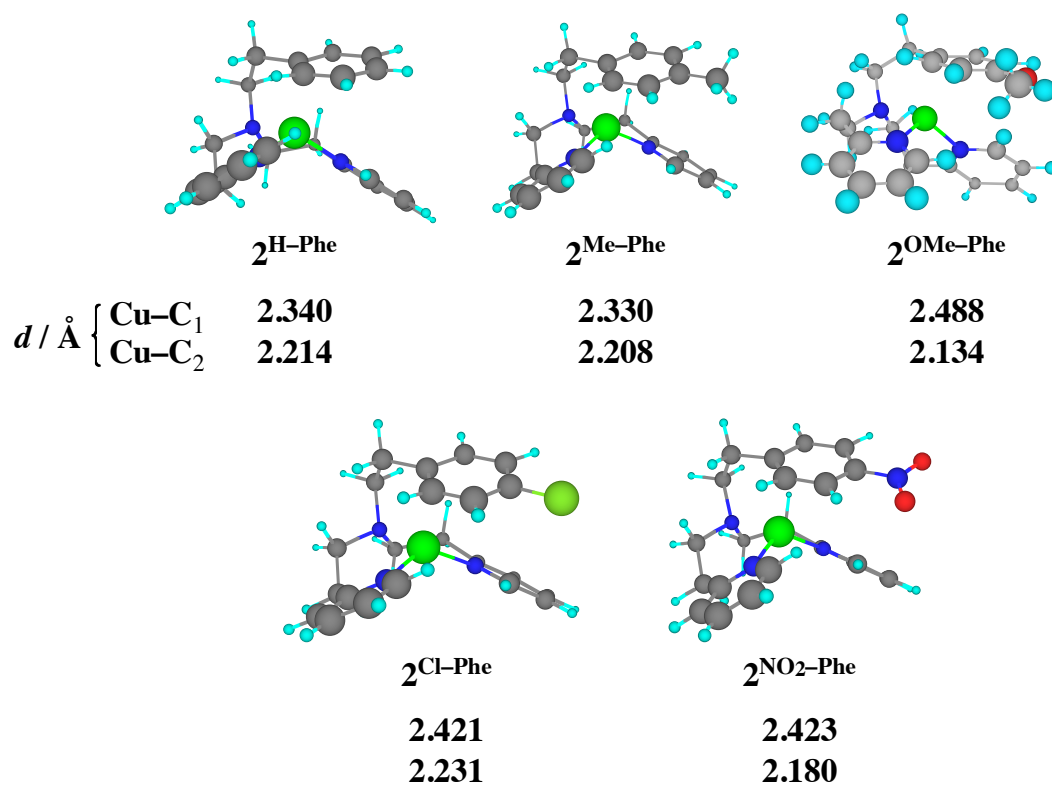 2H–Phe 2Me–Phe 2OMe–Phe
d / Å { Cu–C1 2.340 2.330 2.488
Cu–C2 2.214 2.208 2.134
2Cl–Phe 2NO2–Phe
2.421 2.423
2.231 2.180